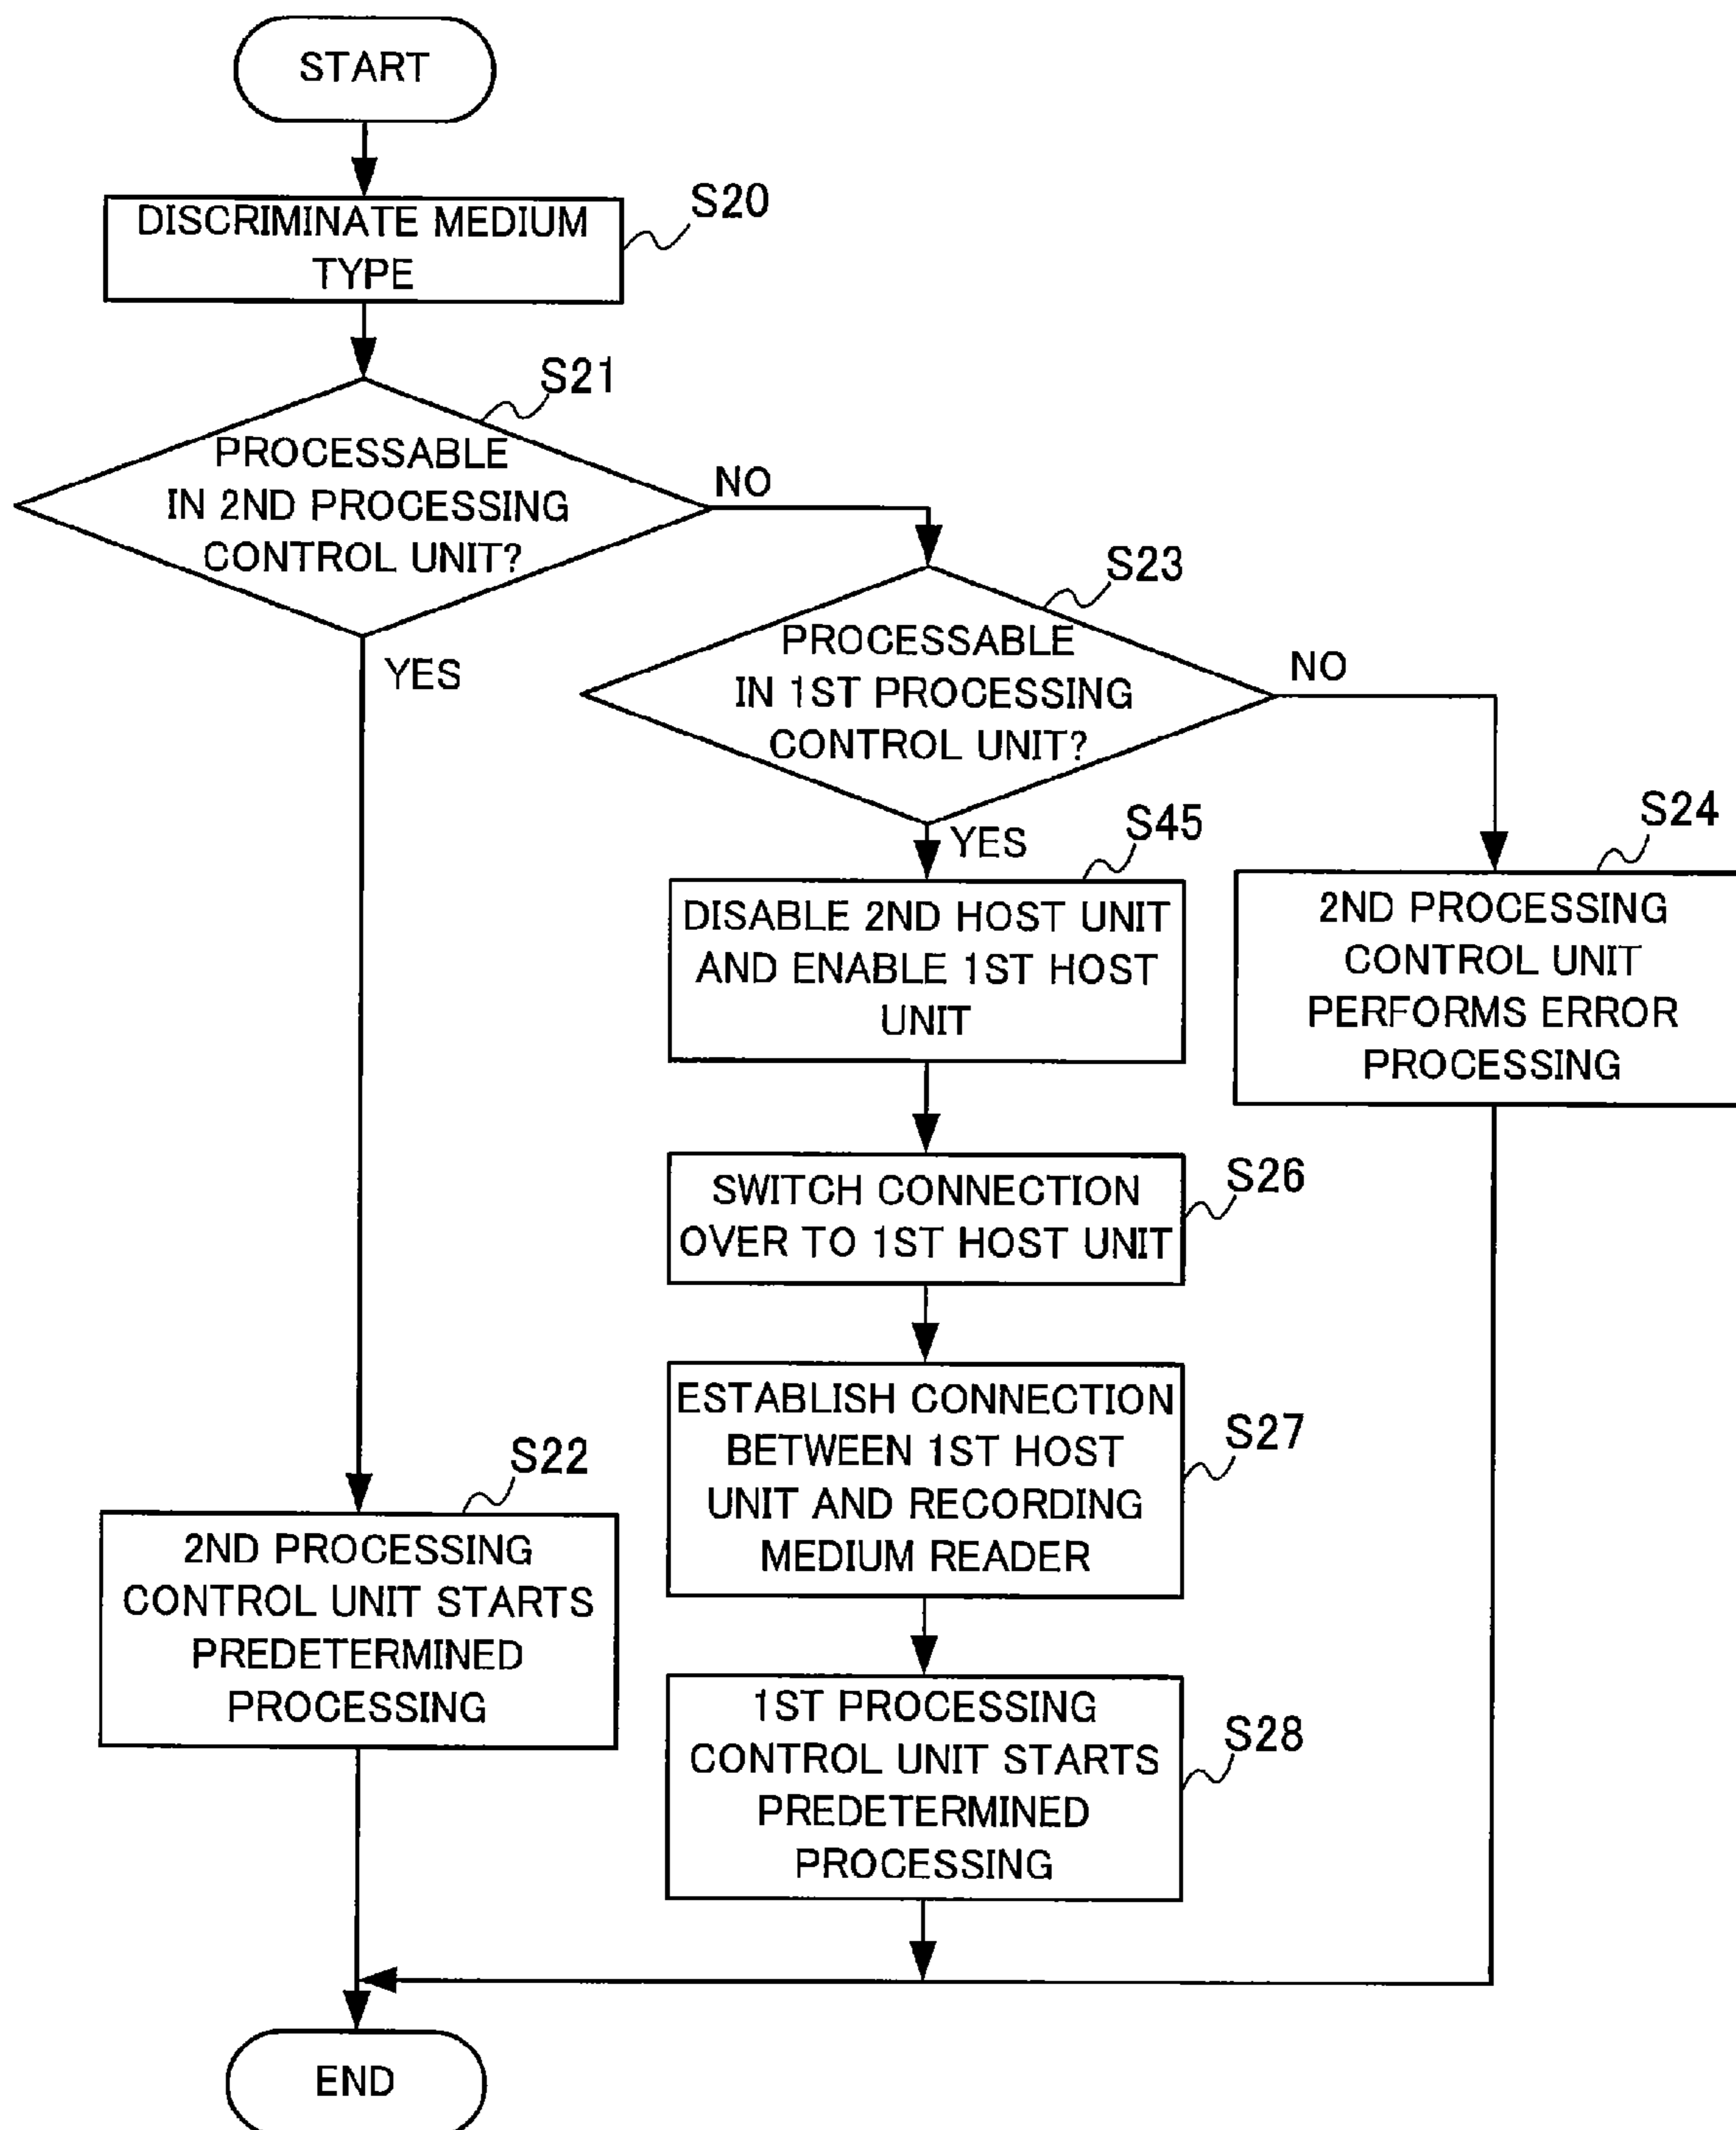 START
S20
DISCRIMINATE MEDIUM
TYPE
S21
PROCESSABLE
IN 2ND PROCESSING
CONTROL UNIT?
NO
YES
S23
PROCESSABLE
IN 1ST PROCESSING
CONTROL UNIT?
NO
YES
S45
DISABLE 2ND HOST UNIT
AND ENABLE 1ST HOST
UNIT
S24
2ND PROCESSING
CONTROL UNIT
PERFORMS ERROR
PROCESSING
S26
SWITCH CONNECTION
OVER TO 1ST HOST UNIT
S27
ESTABLISH CONNECTION
BETWEEN 1ST HOST
UNIT AND RECORDING
MEDIUM READER
S22
2ND PROCESSING
CONTROL UNIT STARTS
PREDETERMINED
PROCESSING
S28
1ST PROCESSING
CONTROL UNIT STARTS
PREDETERMINED
PROCESSING
END